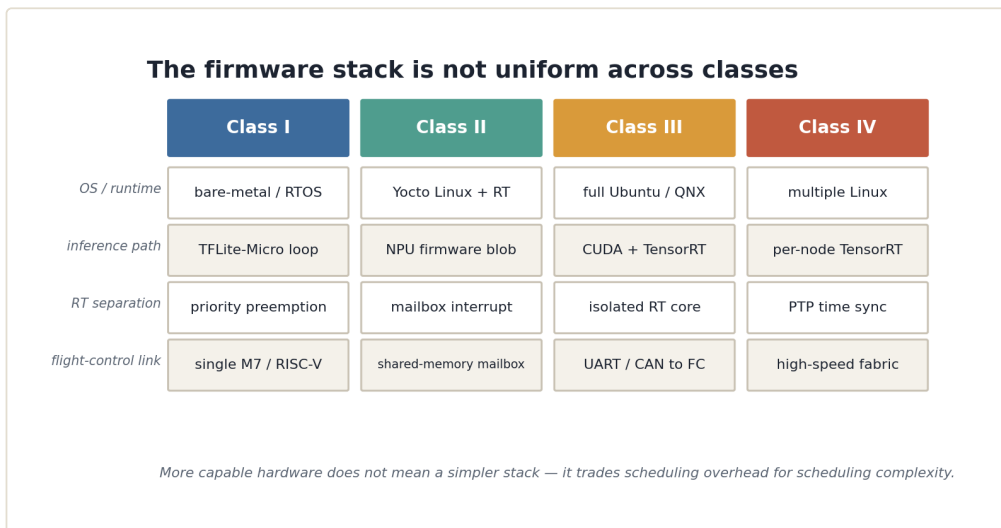 The firmware stack is not uniform across classes
Class I Class II Class III Class IV
OS / runtime bare-metal / RTOS Yocto Linux + RT full Ubuntu / QNX multiple Linux
inference path TFLite-Micro loop NPU firmware blob CUDA + TensorRT per-node TensorRT
RT separation priority preemption mailbox interrupt isolated RT core PTP time sync
flight-control link single M7 / RISC-V shared-memory mailbox UART / CAN to FC high-speed fabric
More capable hardware does not mean a simpler stack — it trades scheduling overhead for scheduling complexity.